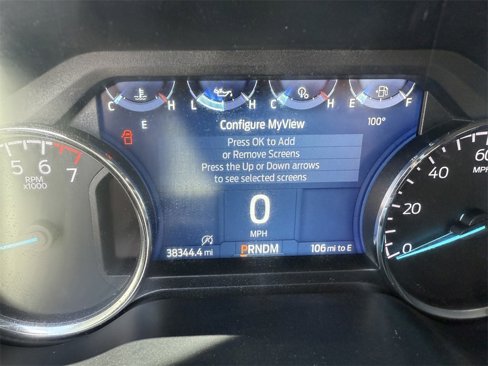 C H L H C H E F
E
Configure MyView
100°
Press OK to Add
or Remove Screens
Press the Up or Down arrows
to see selected screens
5 6 7
RPM
x1000
0
MPH
38344.4 mi
PRNDM
106 mi to E
60
MPH
40
20
0